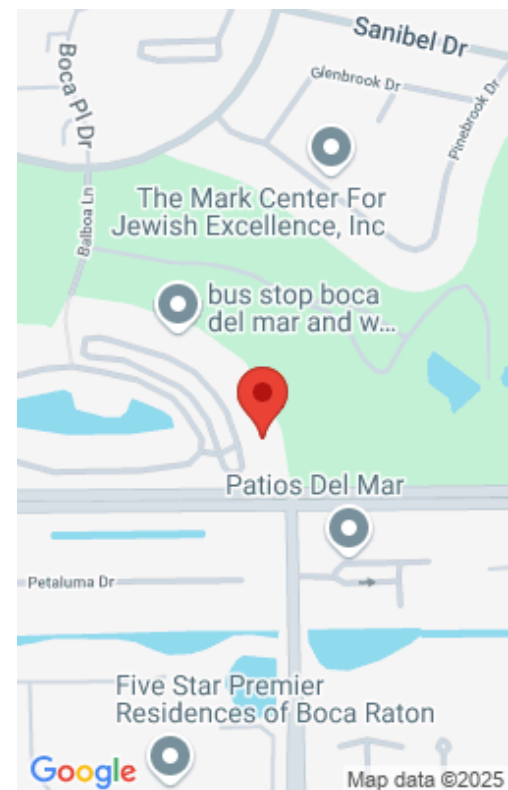 Sanibel Dr
Glenbrook Dr
Boca Pl Dr
Pinebrook Dr
The Mark Center For
Jewish Excellence, Inc
Balboa Ln
bus stop boca
del mar and w...
Patios Del Mar
Petaluma Dr
Five Star Premier
Residences of Boca Raton
Google
Map data ©2025